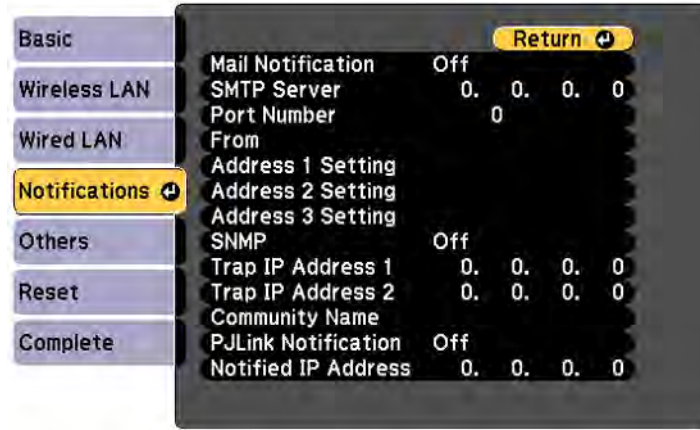 Basic
Wireless LAN
Wired LAN
Notifications
Others
Reset
Complete
Return
Mail Notification Off
SMTP Server 0. 0. 0. 0
Port Number 0
From
Address 1 Setting
Address 2 Setting
Address 3 Setting
SNMP Off
Trap IP Address 1 0. 0. 0. 0
Trap IP Address 2 0. 0. 0. 0
Community Name
PJLink Notification Off
Notified IP Address 0. 0. 0. 0